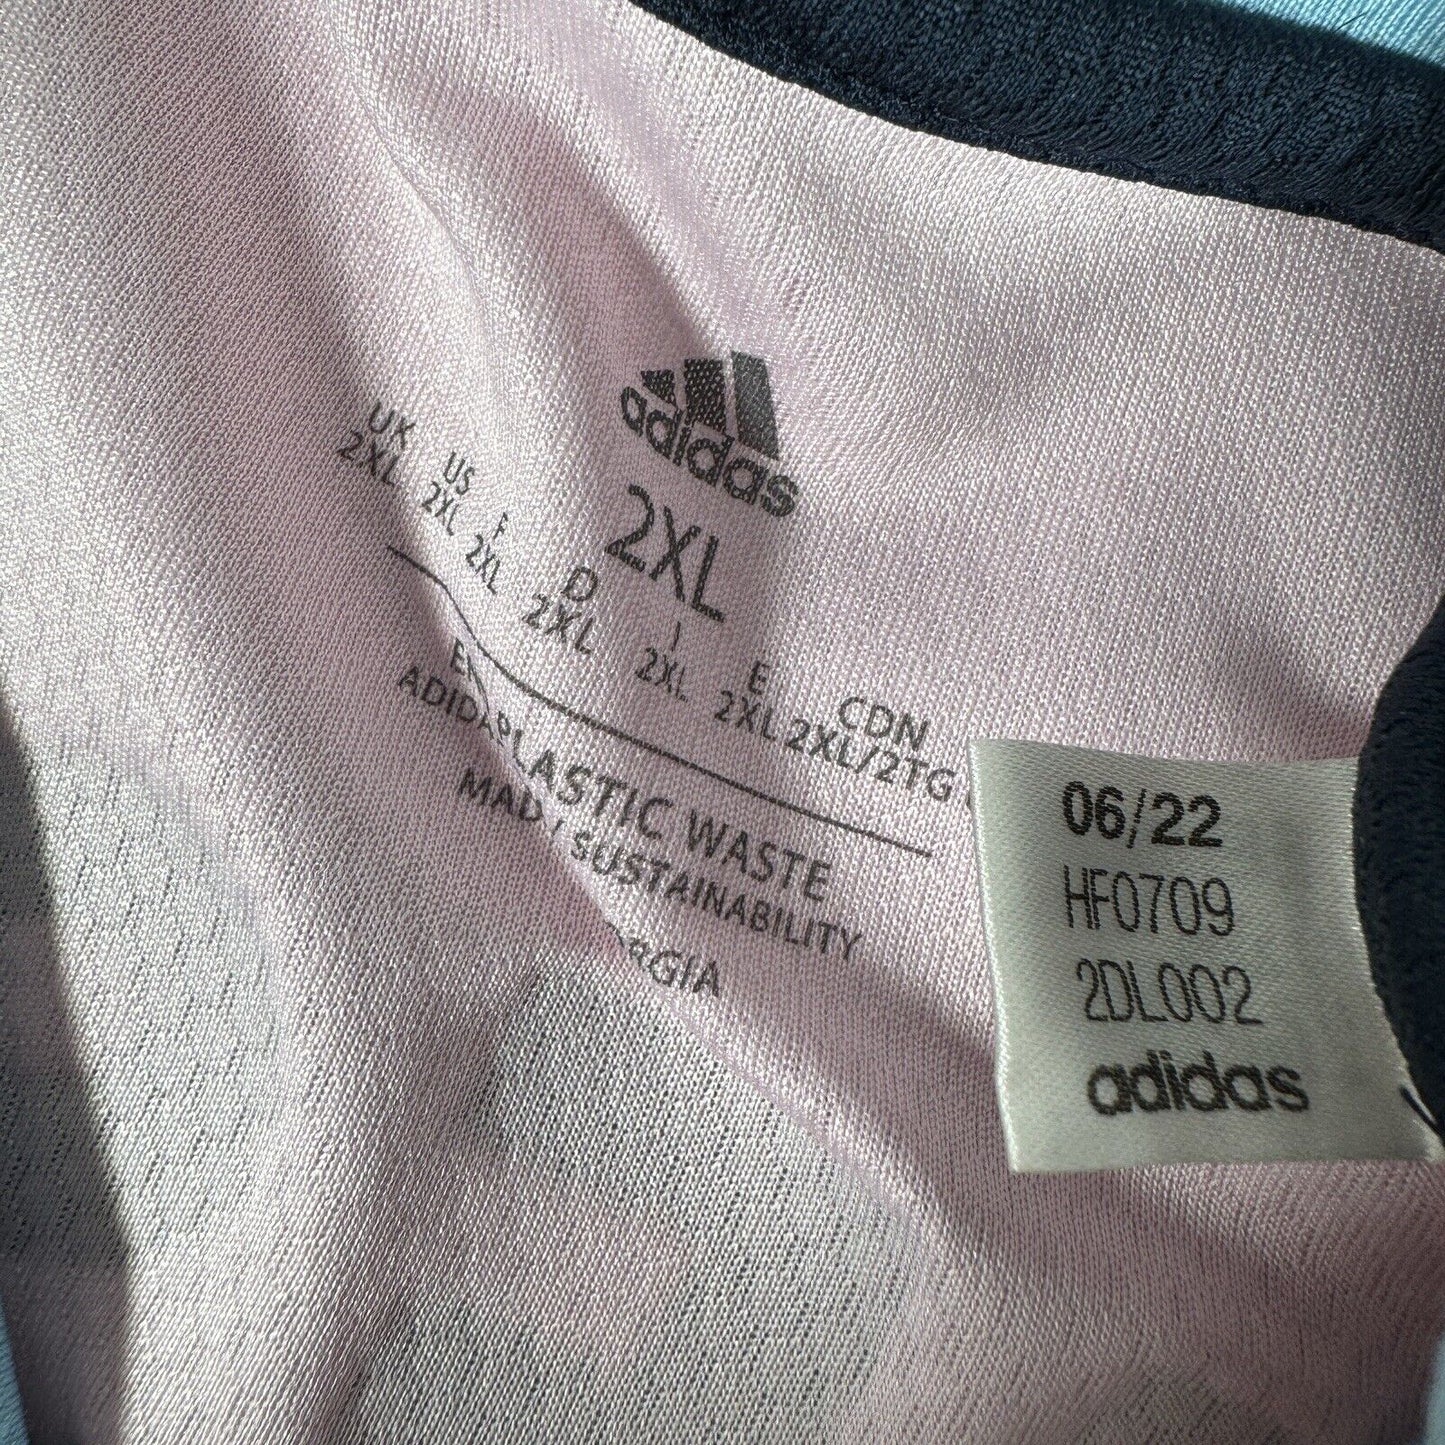 adidas
2XL
UK US F D I E CDN
2XL 2XL 2XL 2XL 2XL 2XL 2XL/2TG
PLASTIC WASTE
SUSTAINABILITY
06/22
HF0709
2DL002
adidas